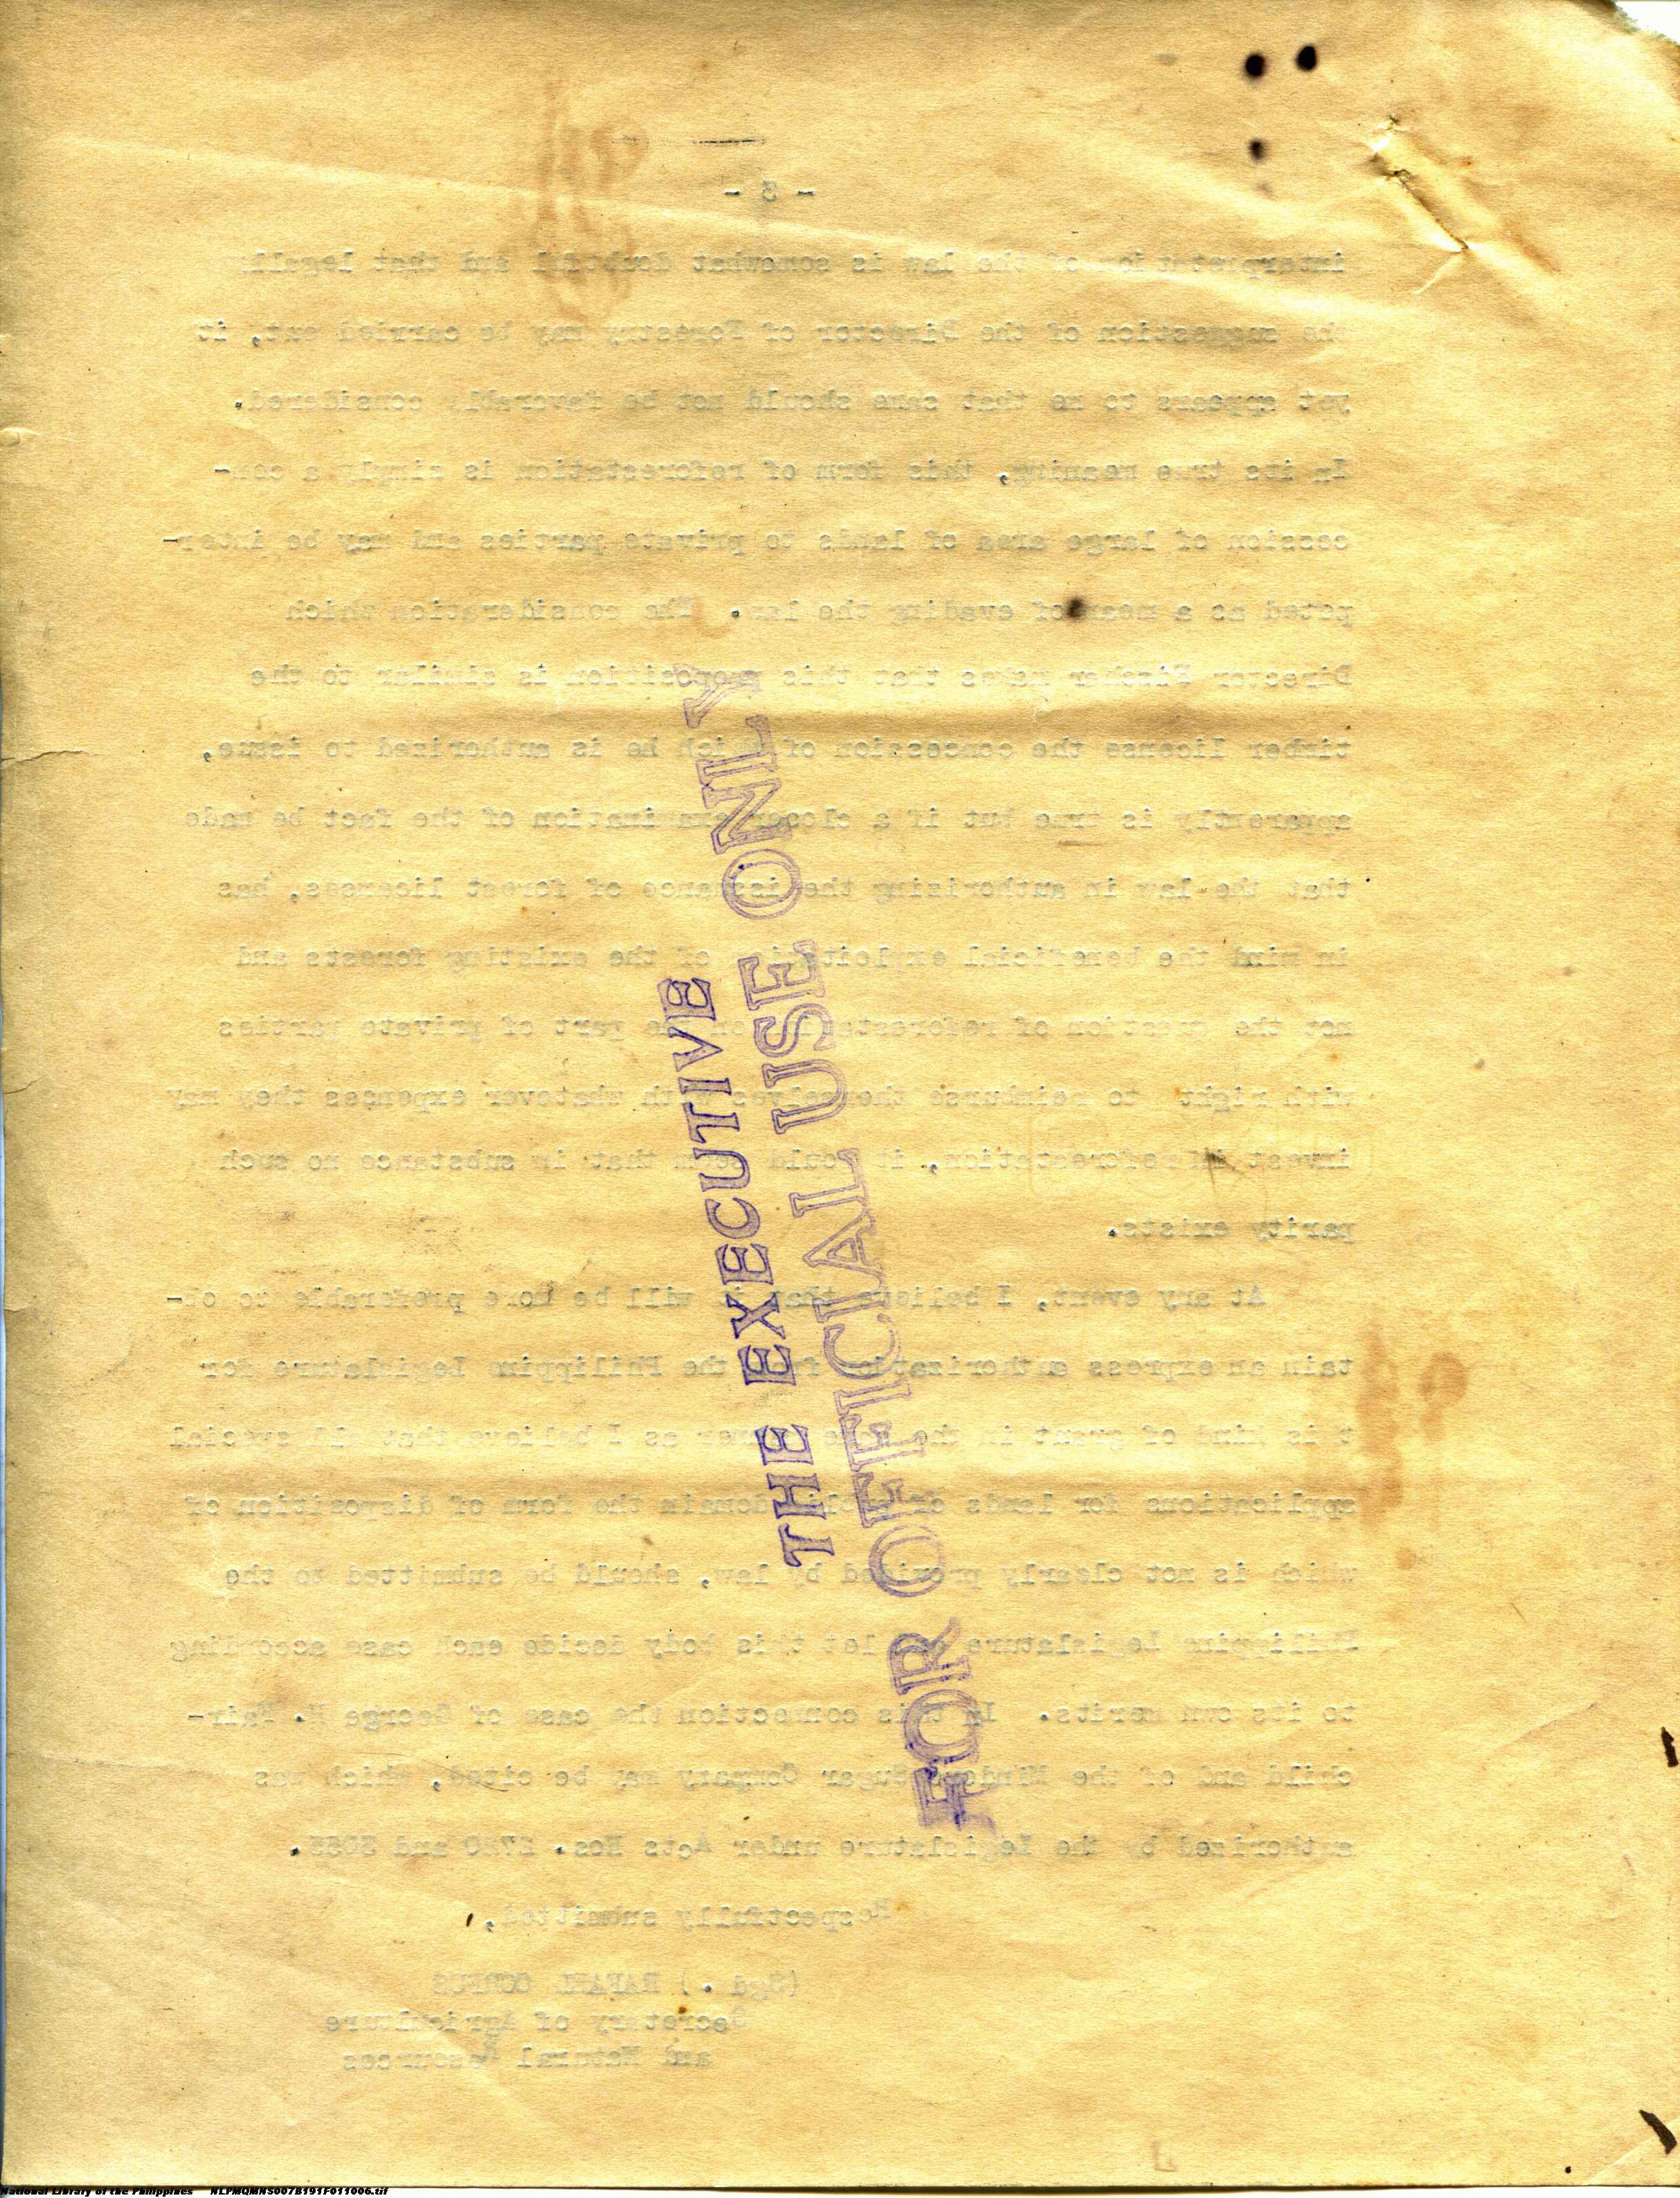 - 3 -
interpretation of the law is somewhat doubtful and that legally
the suggestion of the Director of Forestry may be carried out, it
yet appears to me that same should not be favorably considered.
In its true meaning, this form of reforestation is simply a con-
cession of large area of lands to private parties and may be inter-
preted as a mean of evading the law. The consideration which
Director Fischer makes that this proposition is similar to the
timber license the concession of which he is authorized to issue,
apparently is true but if a closer examination of the fact be made
that the law in authorizing the issuance of forest licenses, has
in mind the beneficial exploitation of the existing forests and
not the question of reforestation on the part of private parties
with right to reimburse themselves with whatever expenses they may
invest in reforestation, it would seem that in substance no such
parity exists.
At any event, I believe that it will be more preferable to ob-
tain an express authorization from the Philippine Legislature for
this kind of grant in the same manner as I believe that all special
applications for lands of public domain the form of disposition of
which is not clearly provided by law, should be submitted to the
Philippine Legislature and let this body decide each case according
to its own merits. In this connection the case of George H. Fair-
child and of the Mindoro Sugar Company may be cited, which was
authorized by the Legislature under Acts Nos. and
Respectfully submitted,
(Sgd.) RAFAEL CORPUS
Secretary of Agriculture
and Natural Resources
THE EXECUTIVE
FOR OFFICIAL USE ONLY
National Library of the Philippines NLPMQMNS007B191F011006.tif